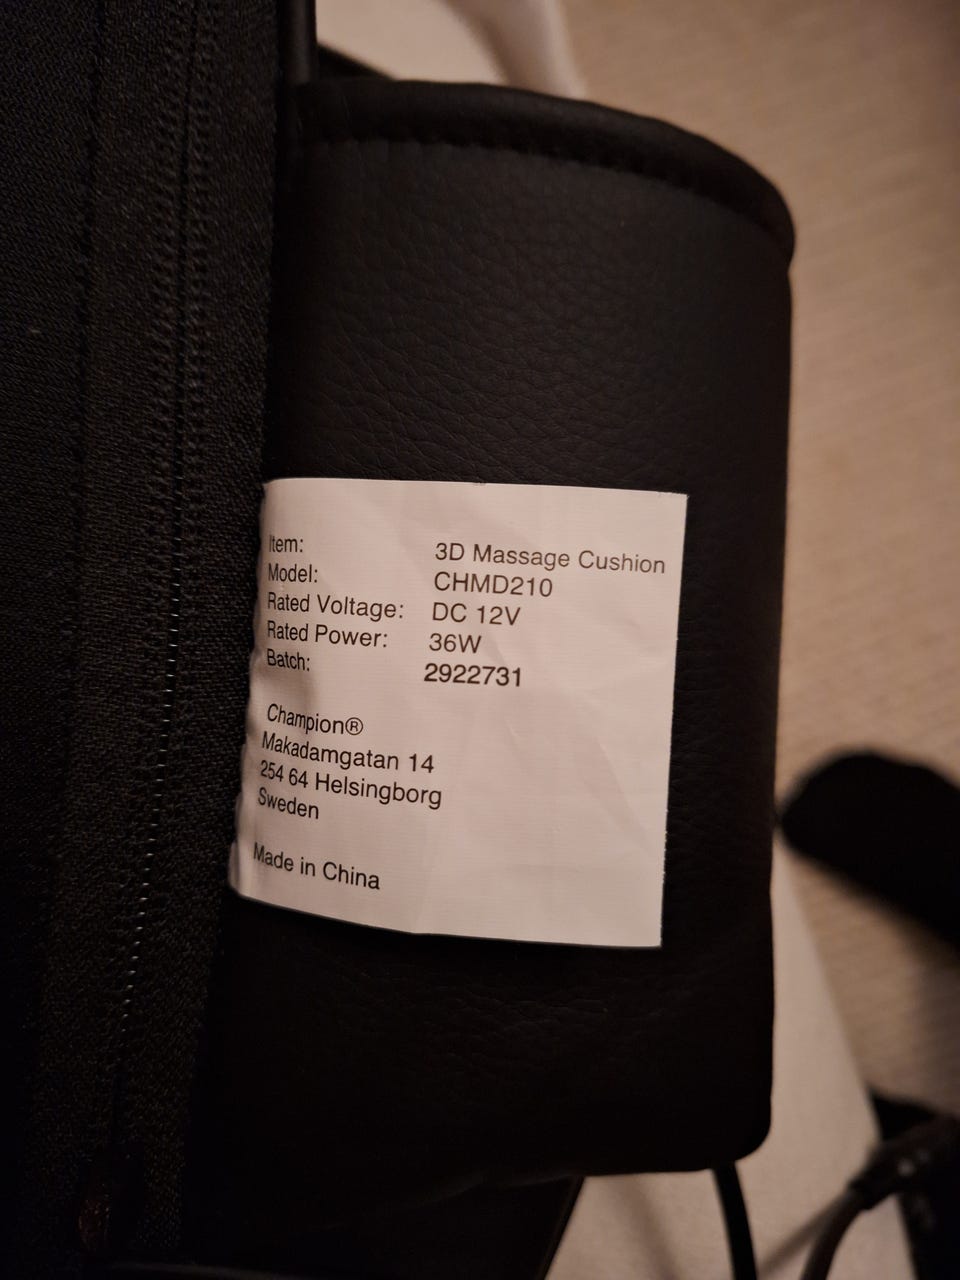 Item: 3D Massage Cushion
Model: CHMD210
Rated Voltage: DC 12V
Rated Power: 36W
Batch: 2922731
Champion®
Makadamgatan 14
254 64 Helsingborg
Sweden
Made in China